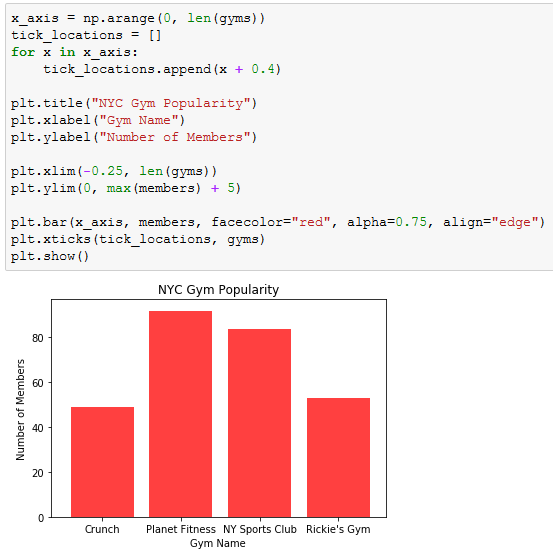 x_axis = np.arange(0, len(gyms))
tick_locations = []
for x in x_axis:
    tick_locations.append(x + 0.4)
plt.title("NYC Gym Popularity")
plt.xlabel("Gym Name")
plt.ylabel("Number of Members")
plt.xlim(-0.25, len(gyms))
plt.ylim(0, max(members) + 5)
plt.bar(x_axis, members, facecolor="red", alpha=0.75, align="edge")
plt.xticks(tick_locations, gyms)
plt.show()
NYC Gym Popularity
Number of Members
80
60
40
20
0
Crunch Planet Fitness NY Sports Club Rickie's Gym
Gym Name